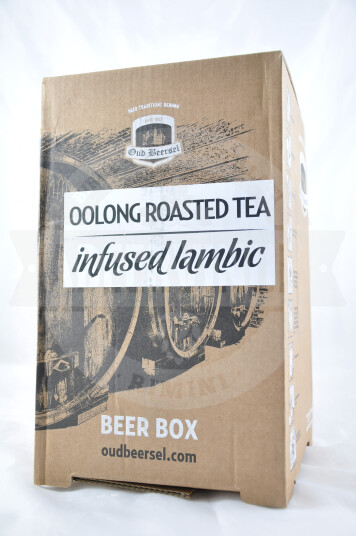 Oud Beersel
OOLONG ROASTED TEA
infused lambic
BEER BOX
oudbeersel.com